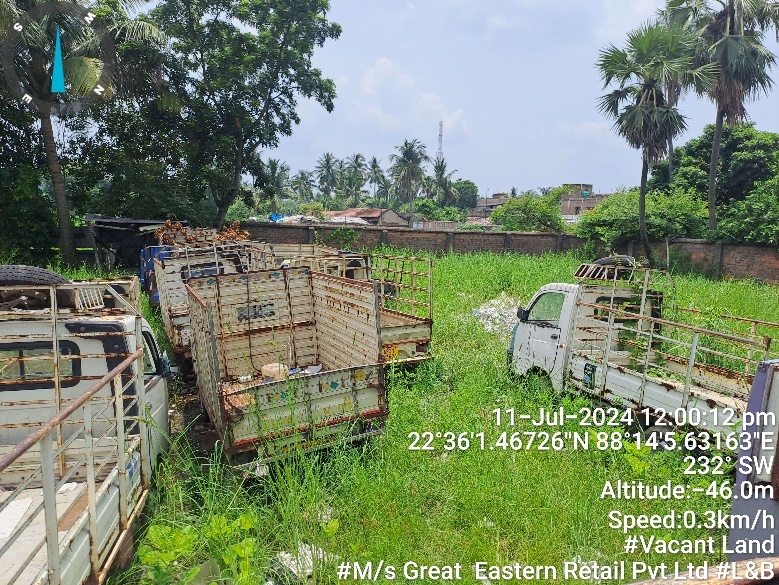 11-Jul-2024 12:00:12 pm
22°36'1.46726"N 88°14'5.63163"E
232° SW
Altitude:-46.0m
Speed:0.3km/h
#Vacant Land
#M/s Great Eastern Retail Pvt Ltd #L&B